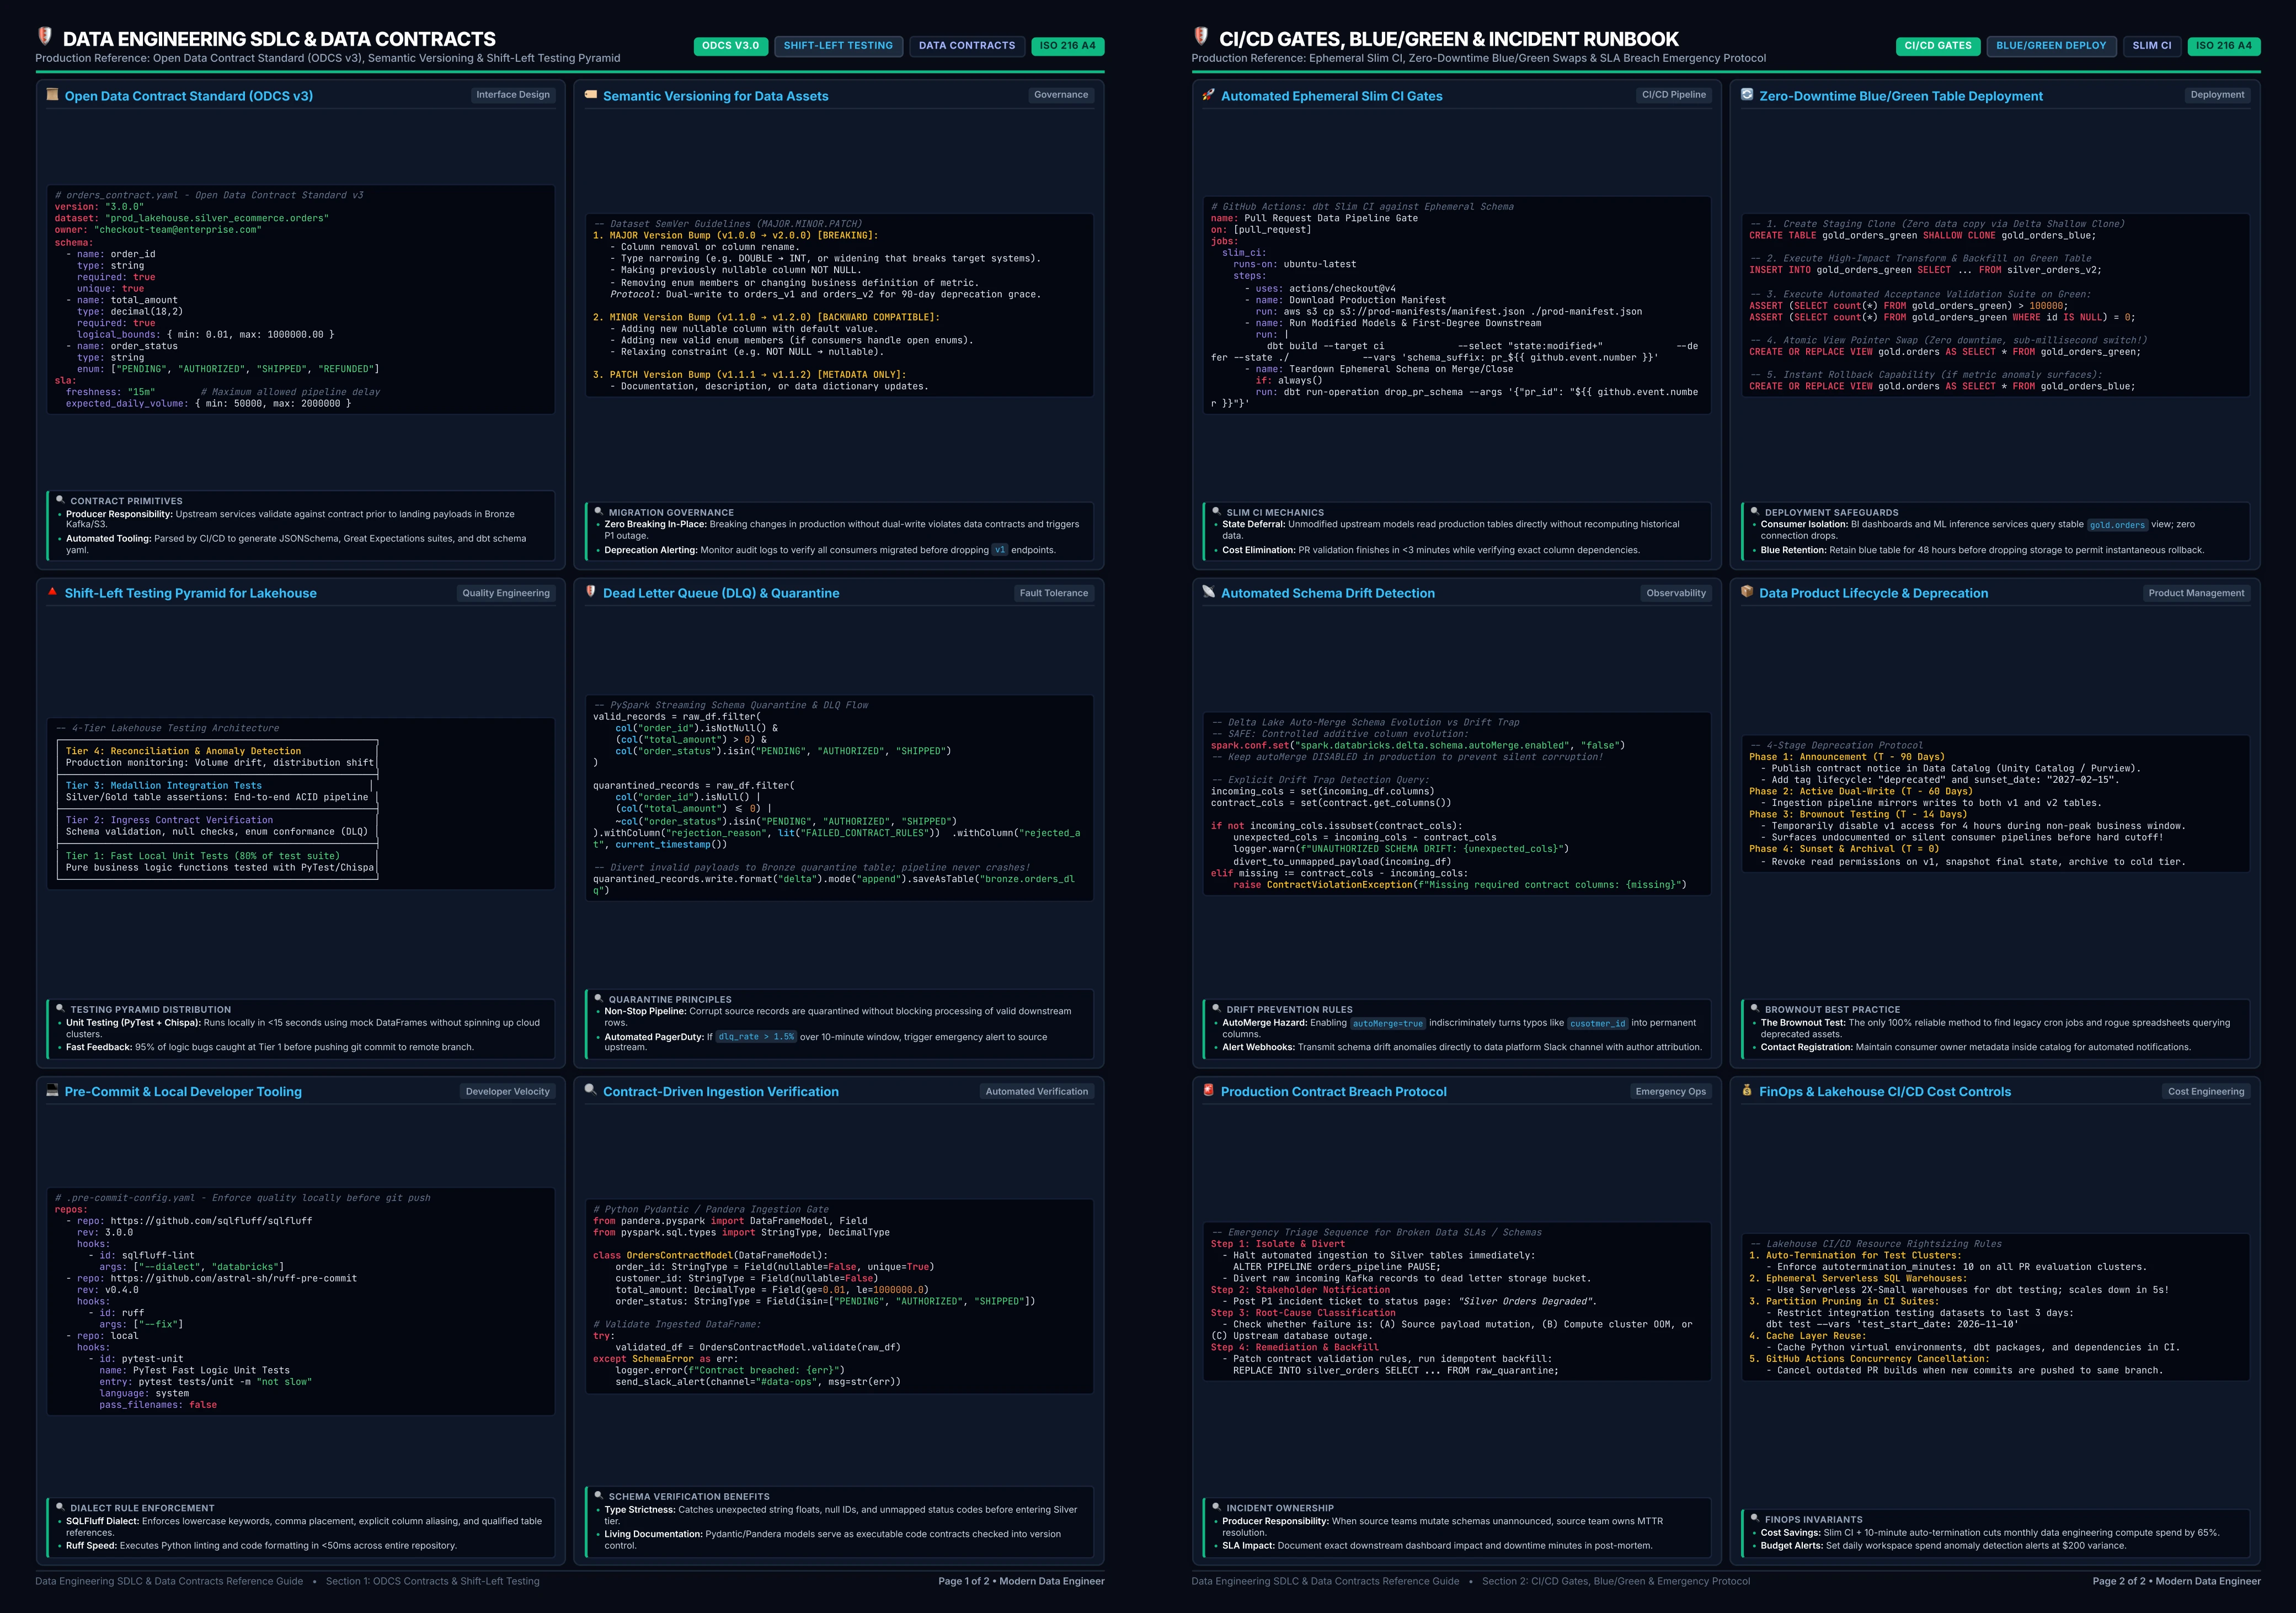 DATA ENGINEERING SDLC & DATA CONTRACTS
Production Reference: Open Data Contract Standard (ODCS v3), Semantic Versioning & Shift-Left Testing Pyramid
ODCS V3.0
SHIFT-LEFT TESTING
DATA CONTRACTS
ISO 216 A4
Open Data Contract Standard (ODCS v3)
Interface Design
# orders_contract.yaml - Open Data Contract Standard v3
version: "3.0.0"
dataset: "prod_lakehouse.silver_ecommerce.orders"
owner: "checkout-team@enterprise.com"
schema:
  - name: order_id
    type: string
    required: true
    unique: true
  - name: total_amount
    type: decimal(18,2)
    required: true
    logical_bounds: { min: 0.01, max: 1000000.00 }
  - name: order_status
    type: string
    enum: ["PENDING", "AUTHORIZED", "SHIPPED", "REFUNDED"]
sla:
  freshness: "15m"        # Maximum allowed pipeline delay
  expected_daily_volume: { min: 50000, max: 2000000 }
CONTRACT PRIMITIVES
• Producer Responsibility: Upstream services validate against contract prior to landing payloads in Bronze
Kafka/S3.
• Automated Tooling: Parsed by CI/CD to generate JSONSchema, Great Expectations suites, and dbt schema
yaml.
Semantic Versioning for Data Assets
Governance
-- Dataset SemVer Guidelines (MAJOR.MINOR.PATCH)
1. MAJOR Version Bump (v1.0.0 → v2.0.0) [BREAKING]:
   - Column removal or column rename.
   - Type narrowing (e.g. DOUBLE → INT, or widening that breaks target systems).
   - Making previously nullable column NOT NULL.
   - Removing enum members or changing business definition of metric.
   Protocol: Dual-write to orders_v1 and orders_v2 for 90-day deprecation grace.
2. MINOR Version Bump (v1.1.0 → v1.2.0) [BACKWARD COMPATIBLE]:
   - Adding new nullable column with default value.
   - Adding new valid enum members (if consumers handle open enums).
   - Relaxing constraint (e.g. NOT NULL → nullable).
3. PATCH Version Bump (v1.1.1 → v1.1.2) [METADATA ONLY]:
   - Documentation, description, or data dictionary updates.
MIGRATION GOVERNANCE
• Zero Breaking In-Place: Breaking changes in production without dual-write violates data contracts and triggers
P1 outage.
• Deprecation Alerting: Monitor audit logs to verify all consumers migrated before dropping v1 endpoints.
Shift-Left Testing Pyramid for Lakehouse
Quality Engineering
-- 4-Tier Lakehouse Testing Architecture
Tier 4: Reconciliation & Anomaly Detection
Production monitoring: Volume drift, distribution shift
Tier 3: Medallion Integration Tests
Silver/Gold table assertions: End-to-end ACID pipeline
Tier 2: Ingress Contract Verification
Schema validation, null checks, enum conformance (DLQ)
Tier 1: Fast Local Unit Tests (80% of test suite)
Pure business logic functions tested with PyTest/Chispa
TESTING PYRAMID DISTRIBUTION
• Unit Testing (PyTest + Chispa): Runs locally in <15 seconds using mock DataFrames without spinning up cloud
clusters.
• Fast Feedback: 95% of logic bugs caught at Tier 1 before pushing git commit to remote branch.
Dead Letter Queue (DLQ) & Quarantine
Fault Tolerance
-- PySpark Streaming Schema Quarantine & DLQ Flow
valid_records = raw_df.filter(
    col("order_id").isNotNull() &
    (col("total_amount") > 0) &
    col("order_status").isin("PENDING", "AUTHORIZED", "SHIPPED")
)
quarantined_records = raw_df.filter(
    col("order_id").isNull() |
    (col("total_amount") <= 0) |
    ~col("order_status").isin("PENDING", "AUTHORIZED", "SHIPPED")
).withColumn("rejection_reason", lit("FAILED_CONTRACT_RULES"))  .withColumn("rejected_a
t", current_timestamp())
-- Divert invalid payloads to Bronze quarantine table; pipeline never crashes!
quarantined_records.write.format("delta").mode("append").saveAsTable("bronze.orders_dl
q")
QUARANTINE PRINCIPLES
• Non-Stop Pipeline: Corrupt source records are quarantined without blocking processing of valid downstream
rows.
• Automated PagerDuty: If dlq_rate > 1.5% over 10-minute window, trigger emergency alert to source
upstream.
Pre-Commit & Local Developer Tooling
Developer Velocity
# .pre-commit-config.yaml - Enforce quality locally before git push
repos:
  - repo: https://github.com/sqlfluff/sqlfluff
    rev: 3.0.0
    hooks:
      - id: sqlfluff-lint
        args: ["--dialect", "databricks"]
  - repo: https://github.com/astral-sh/ruff-pre-commit
    rev: v0.4.0
    hooks:
      - id: ruff
        args: ["--fix"]
  - repo: local
    hooks:
      - id: pytest-unit
        name: PyTest Fast Logic Unit Tests
        entry: pytest tests/unit -m "not slow"
        language: system
        pass_filenames: false
DIALECT RULE ENFORCEMENT
• SQLFluff Dialect: Enforces lowercase keywords, comma placement, explicit column aliasing, and qualified table
references.
• Ruff Speed: Executes Python linting and code formatting in <50ms across entire repository.
Contract-Driven Ingestion Verification
Automated Verification
# Python Pydantic / Pandera Ingestion Gate
from pandera.pyspark import DataFrameModel, Field
from pyspark.sql.types import StringType, DecimalType
class OrdersContractModel(DataFrameModel):
    order_id: StringType = Field(nullable=False, unique=True)
    customer_id: StringType = Field(nullable=False)
    total_amount: DecimalType = Field(ge=0.01, le=1000000.0)
    order_status: StringType = Field(isin=["PENDING", "AUTHORIZED", "SHIPPED"])
# Validate Ingested DataFrame:
try:
    validated_df = OrdersContractModel.validate(raw_df)
except SchemaError as err:
    logger.error(f"Contract breached: {err}")
    send_slack_alert(channel="#data-ops", msg=str(err))
SCHEMA VERIFICATION BENEFITS
• Type Strictness: Catches unexpected string floats, null IDs, and unmapped status codes before entering Silver
tier.
• Living Documentation: Pydantic/Pandera models serve as executable code contracts checked into version
control.
Data Engineering SDLC & Data Contracts Reference Guide • Section 1: ODCS Contracts & Shift-Left Testing
Page 1 of 2 • Modern Data Engineer
CI/CD GATES, BLUE/GREEN & INCIDENT RUNBOOK
Production Reference: Ephemeral Slim CI, Zero-Downtime Blue/Green Swaps & SLA Breach Emergency Protocol
CI/CD GATES
BLUE/GREEN DEPLOY
SLIM CI
ISO 216 A4
Automated Ephemeral Slim CI Gates
CI/CD Pipeline
# GitHub Actions: dbt Slim CI against Ephemeral Schema
name: Pull Request Data Pipeline Gate
on: [pull_request]
jobs:
  slim_ci:
    runs-on: ubuntu-latest
    steps:
      - uses: actions/checkout@v4
      - name: Download Production Manifest
        run: aws s3 cp s3://prod-manifests/manifest.json ./prod-manifest.json
      - name: Run Modified Models & First-Degree Downstream
        run: |
          dbt build --target ci             --select "state:modified+"             --de
fer --state ./             --vars 'schema_suffix: pr_${{ github.event.number }}'
      - name: Teardown Ephemeral Schema on Merge/Close
        if: always()
        run: dbt run-operation drop_pr_schema --args '{"pr_id": "${{ github.event.numbe
r }}"}'
SLIM CI MECHANICS
• State Deferral: Unmodified upstream models read production tables directly without recomputing historical
data.
• Cost Elimination: PR validation finishes in <3 minutes while verifying exact column dependencies.
Zero-Downtime Blue/Green Table Deployment
Deployment
-- 1. Create Staging Clone (Zero data copy via Delta Shallow Clone)
CREATE TABLE gold_orders_green SHALLOW CLONE gold_orders_blue;
-- 2. Execute High-Impact Transform & Backfill on Green Table
INSERT INTO gold_orders_green SELECT ... FROM silver_orders_v2;
-- 3. Execute Automated Acceptance Validation Suite on Green:
ASSERT (SELECT count(*) FROM gold_orders_green) > 100000;
ASSERT (SELECT count(*) FROM gold_orders_green WHERE id IS NULL) = 0;
-- 4. Atomic View Pointer Swap (Zero downtime, sub-millisecond switch!)
CREATE OR REPLACE VIEW gold.orders AS SELECT * FROM gold_orders_green;
-- 5. Instant Rollback Capability (if metric anomaly surfaces):
CREATE OR REPLACE VIEW gold.orders AS SELECT * FROM gold_orders_blue;
DEPLOYMENT SAFEGUARDS
• Consumer Isolation: BI dashboards and ML inference services query stable gold.orders view; zero
connection drops.
• Blue Retention: Retain blue table for 48 hours before dropping storage to permit instantaneous rollback.
Automated Schema Drift Detection
Observability
-- Delta Lake Auto-Merge Schema Evolution vs Drift Trap
-- SAFE: Controlled additive column evolution:
spark.conf.set("spark.databricks.delta.schema.autoMerge.enabled", "false")
-- Keep autoMerge DISABLED in production to prevent silent corruption!
-- Explicit Drift Trap Detection Query:
incoming_cols = set(incoming_df.columns)
contract_cols = set(contract.get_columns())
if not incoming_cols.issubset(contract_cols):
    unexpected_cols = incoming_cols - contract_cols
    logger.warn(f"UNAUTHORIZED SCHEMA DRIFT: {unexpected_cols}")
    divert_to_unmapped_payload(incoming_df)
elif missing := contract_cols - incoming_cols:
    raise ContractViolationException(f"Missing required contract columns: {missing}")
DRIFT PREVENTION RULES
• AutoMerge Hazard: Enabling autoMerge=true indiscriminately turns typos like cusotmer_id into permanent
columns.
• Alert Webhooks: Transmit schema drift anomalies directly to data platform Slack channel with author attribution.
Data Product Lifecycle & Deprecation
Product Management
-- 4-Stage Deprecation Protocol
Phase 1: Announcement (T - 90 Days)
  - Publish contract notice in Data Catalog (Unity Catalog / Purview).
  - Add tag lifecycle: "deprecated" and sunset_date: "2027-02-15".
Phase 2: Active Dual-Write (T - 60 Days)
  - Ingestion pipeline mirrors writes to both v1 and v2 tables.
Phase 3: Brownout Testing (T - 14 Days)
  - Temporarily disable v1 access for 4 hours during non-peak business window.
  - Surfaces undocumented or silent consumer pipelines before hard cutoff!
Phase 4: Sunset & Archival (T = 0)
  - Revoke read permissions on v1, snapshot final state, archive to cold tier.
BROWNOUT BEST PRACTICE
• The Brownout Test: The only 100% reliable method to find legacy cron jobs and rogue spreadsheets querying
deprecated assets.
• Contact Registration: Maintain consumer owner metadata inside catalog for automated notifications.
Production Contract Breach Protocol
Emergency Ops
-- Emergency Triage Sequence for Broken Data SLAs / Schemas
Step 1: Isolate & Divert
  - Halt automated ingestion to Silver tables immediately:
    ALTER PIPELINE orders_pipeline PAUSE;
  - Divert raw incoming Kafka records to dead letter storage bucket.
Step 2: Stakeholder Notification
  - Post P1 incident ticket to status page: "Silver Orders Degraded".
Step 3: Root-Cause Classification
  - Check whether failure is: (A) Source payload mutation, (B) Compute cluster OOM, or
(C) Upstream database outage.
Step 4: Remediation & Backfill
  - Patch contract validation rules, run idempotent backfill:
    REPLACE INTO silver_orders SELECT ... FROM raw_quarantine;
INCIDENT OWNERSHIP
• Producer Responsibility: When source teams mutate schemas unannounced, source team owns MTTR
resolution.
• SLA Impact: Document exact downstream dashboard impact and downtime minutes in post-mortem.
FinOps & Lakehouse CI/CD Cost Controls
Cost Engineering
-- Lakehouse CI/CD Resource Rightsizing Rules
1. Auto-Termination for Test Clusters:
   - Enforce autotermination_minutes: 10 on all PR evaluation clusters.
2. Ephemeral Serverless SQL Warehouses:
   - Use Serverless 2X-Small warehouses for dbt testing; scales down in 5s!
3. Partition Pruning in CI Suites:
   - Restrict integration testing datasets to last 3 days:
   dbt test --vars 'test_start_date: 2026-11-10'
4. Cache Layer Reuse:
   - Cache Python virtual environments, dbt packages, and dependencies in CI.
5. GitHub Actions Concurrency Cancellation:
   - Cancel outdated PR builds when new commits are pushed to same branch.
FINOPS INVARIANTS
• Cost Savings: Slim CI + 10-minute auto-termination cuts monthly data engineering compute spend by 65%.
• Budget Alerts: Set daily workspace spend anomaly detection alerts at $200 variance.
Data Engineering SDLC & Data Contracts Reference Guide • Section 2: CI/CD Gates, Blue/Green & Emergency Protocol
Page 2 of 2 • Modern Data Engineer